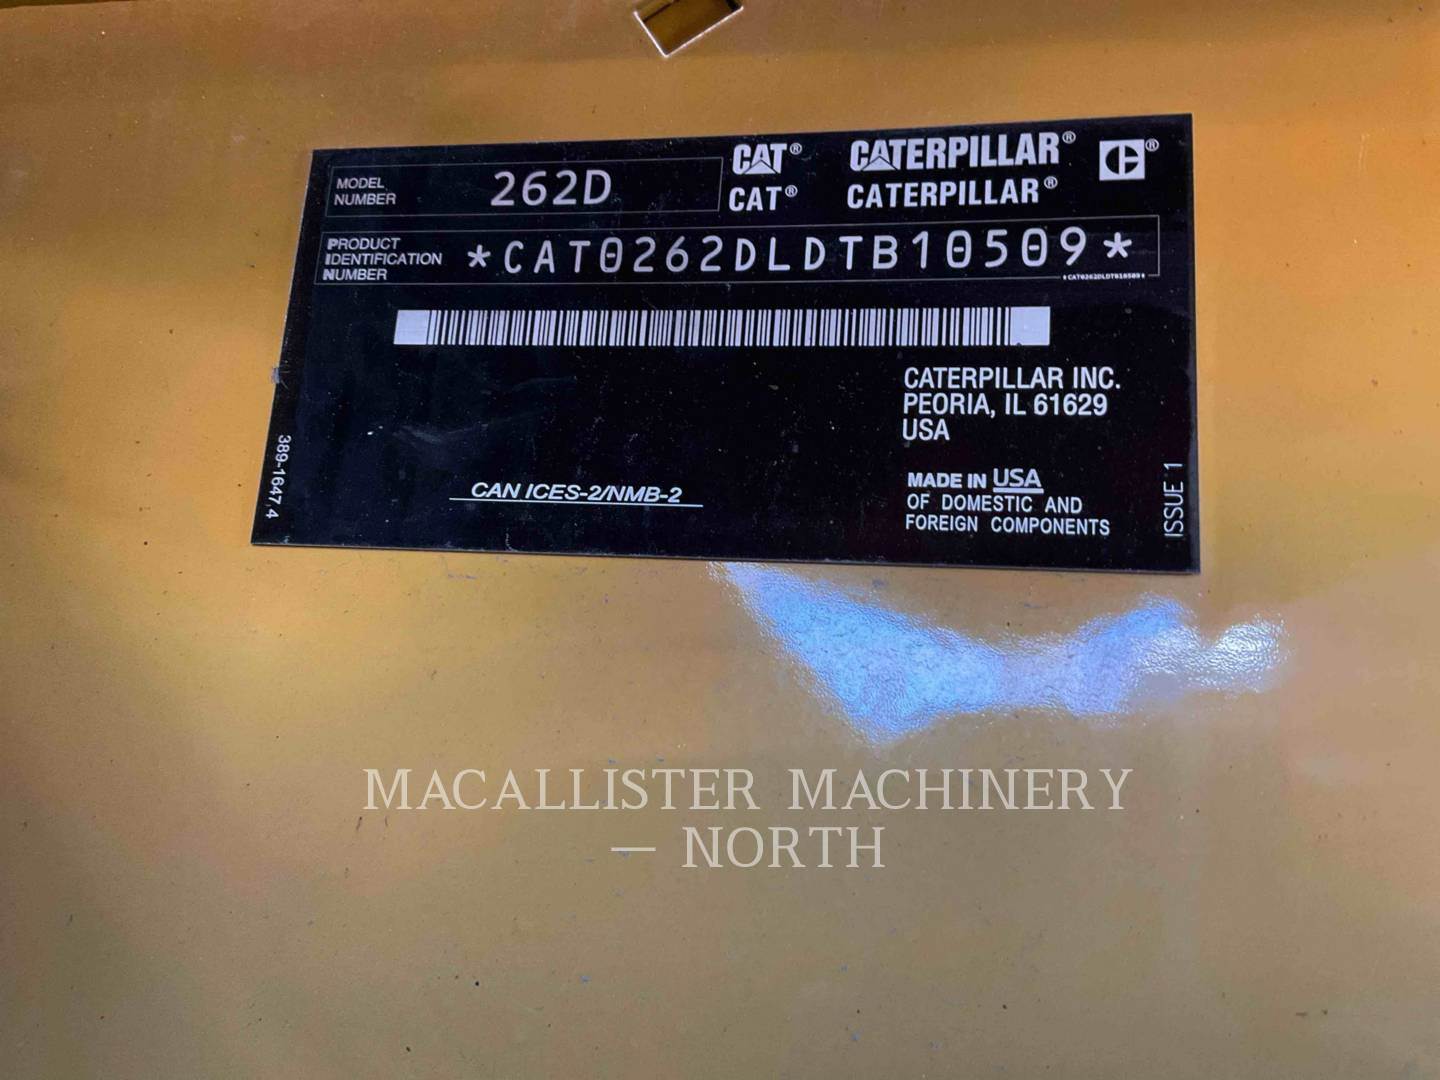 MODEL NUMBER 262D
CAT® CATERPILLAR® ®
CAT® CATERPILLAR®
PRODUCT
IDENTIFICATION
NUMBER
*CAT0262DLDTB10509*
*CAT0262DLDTB10509*
CATERPILLAR INC.
PEORIA, IL 61629
USA
389-1647 4
CAN ICES-2/NMB-2
MADE IN USA
OF DOMESTIC AND
FOREIGN COMPONENTS
ISSUE 1
MACALLISTER MACHINERY
— NORTH